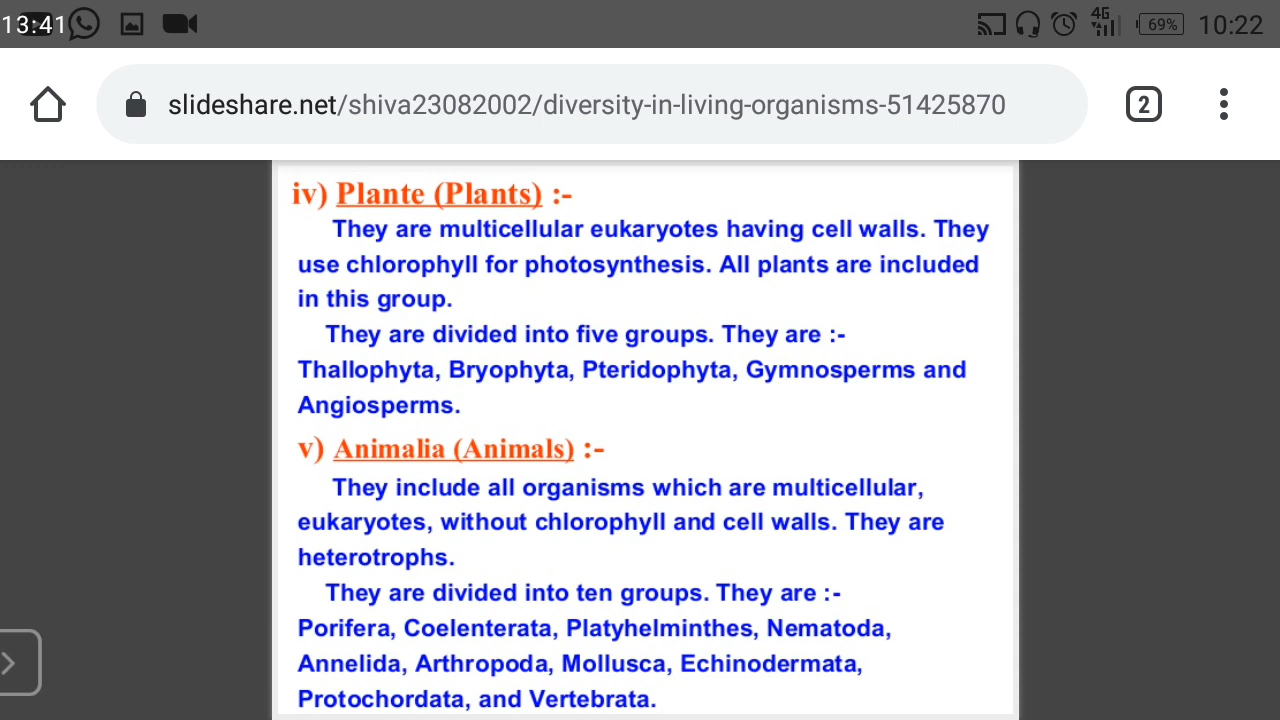 13:41
4G
69%
10:22
slideshare.net/shiva23082002/diversity-in-living-organisms-51425870
2
iv) Plante (Plants) :-
They are multicellular eukaryotes having cell walls. They
use chlorophyll for photosynthesis. All plants are included
in this group.
They are divided into five groups. They are :-
Thallophyta, Bryophyta, Pteridophyta, Gymnosperms and
Angiosperms.
v) Animalia (Animals) :-
They include all organisms which are multicellular,
eukaryotes, without chlorophyll and cell walls. They are
heterotrophs.
They are divided into ten groups. They are :-
Porifera, Coelenterata, Platyhelminthes, Nematoda,
Annelida, Arthropoda, Mollusca, Echinodermata,
Protochordata, and Vertebrata.